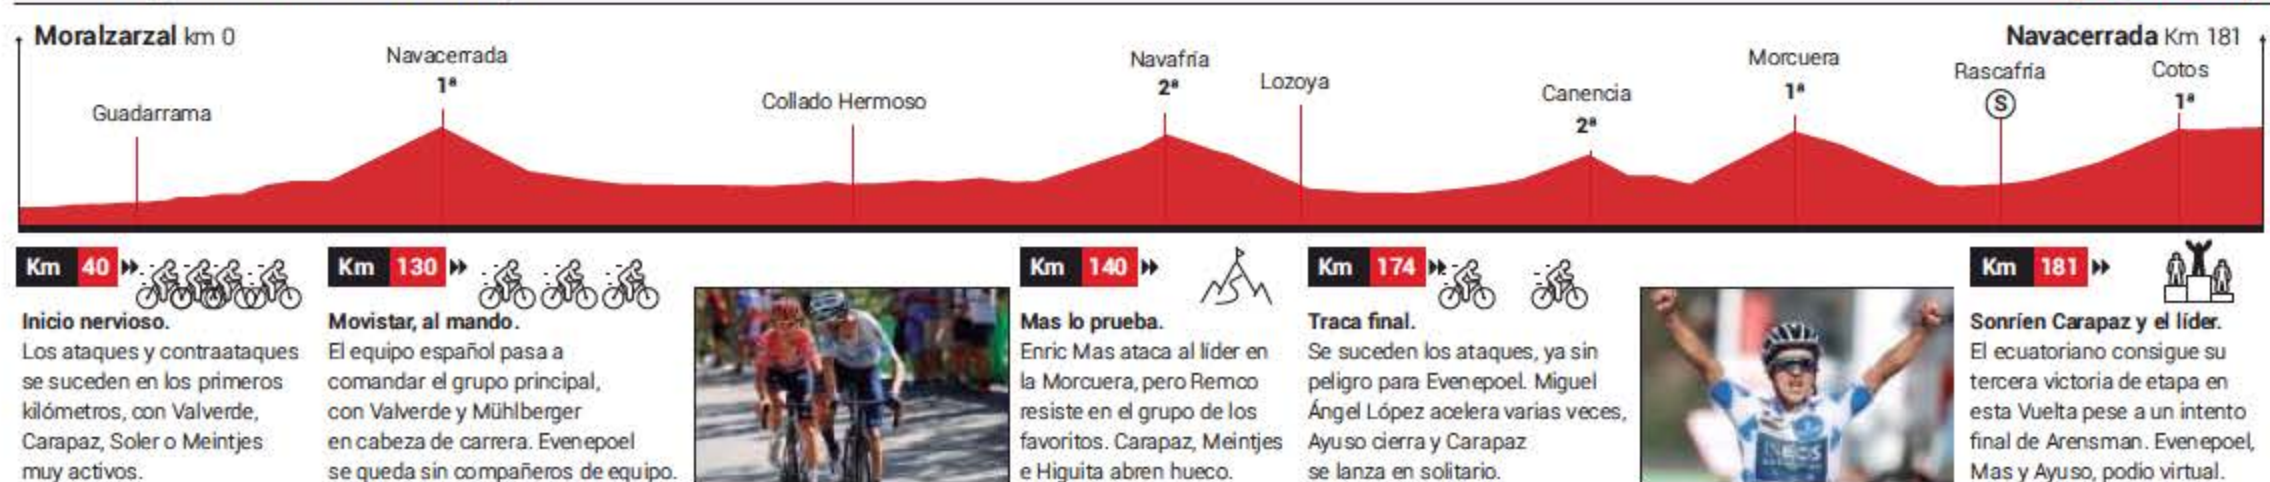 Moralzarzal km 0
Guadarrama
Navacerrada
1ª
Collado Hermoso
Navafría
2ª
Lozoya
Canencia
2ª
Morcuera
1ª
Rascafría
S
Navacerrada Km 181
Cotos
1ª
Km 40
Inicio nervioso.
Los ataques y contraataques
se suceden en los primeros
kilómetros, con Valverde,
Carapaz, Soler o Meintjes
muy activos.
Km 130
Movistar, al mando.
El equipo español pasa a
comandar el grupo principal,
con Valverde y Mühlberger
en cabeza de carrera. Evenepoel
se queda sin compañeros de equipo.
Km 140
Mas lo prueba.
Enric Mas ataca al líder en
la Morcuera, pero Remco
resiste en el grupo de los
favoritos. Carapaz, Meintjes
e Higuita abren hueco.
Km 174
Traca final.
Se suceden los ataques, ya sin
peligro para Evenepoel. Miguel
Ángel López acelera varias veces,
Ayuso cierra y Carapaz
se lanza en solitario.
INEOS
Km 181
Sonríen Carapaz y el líder.
El ecuatoriano consigue su
tercera victoria de etapa en
esta Vuelta pese a un intento
final de Arensman. Evenepoel,
Mas y Ayuso, podio virtual.